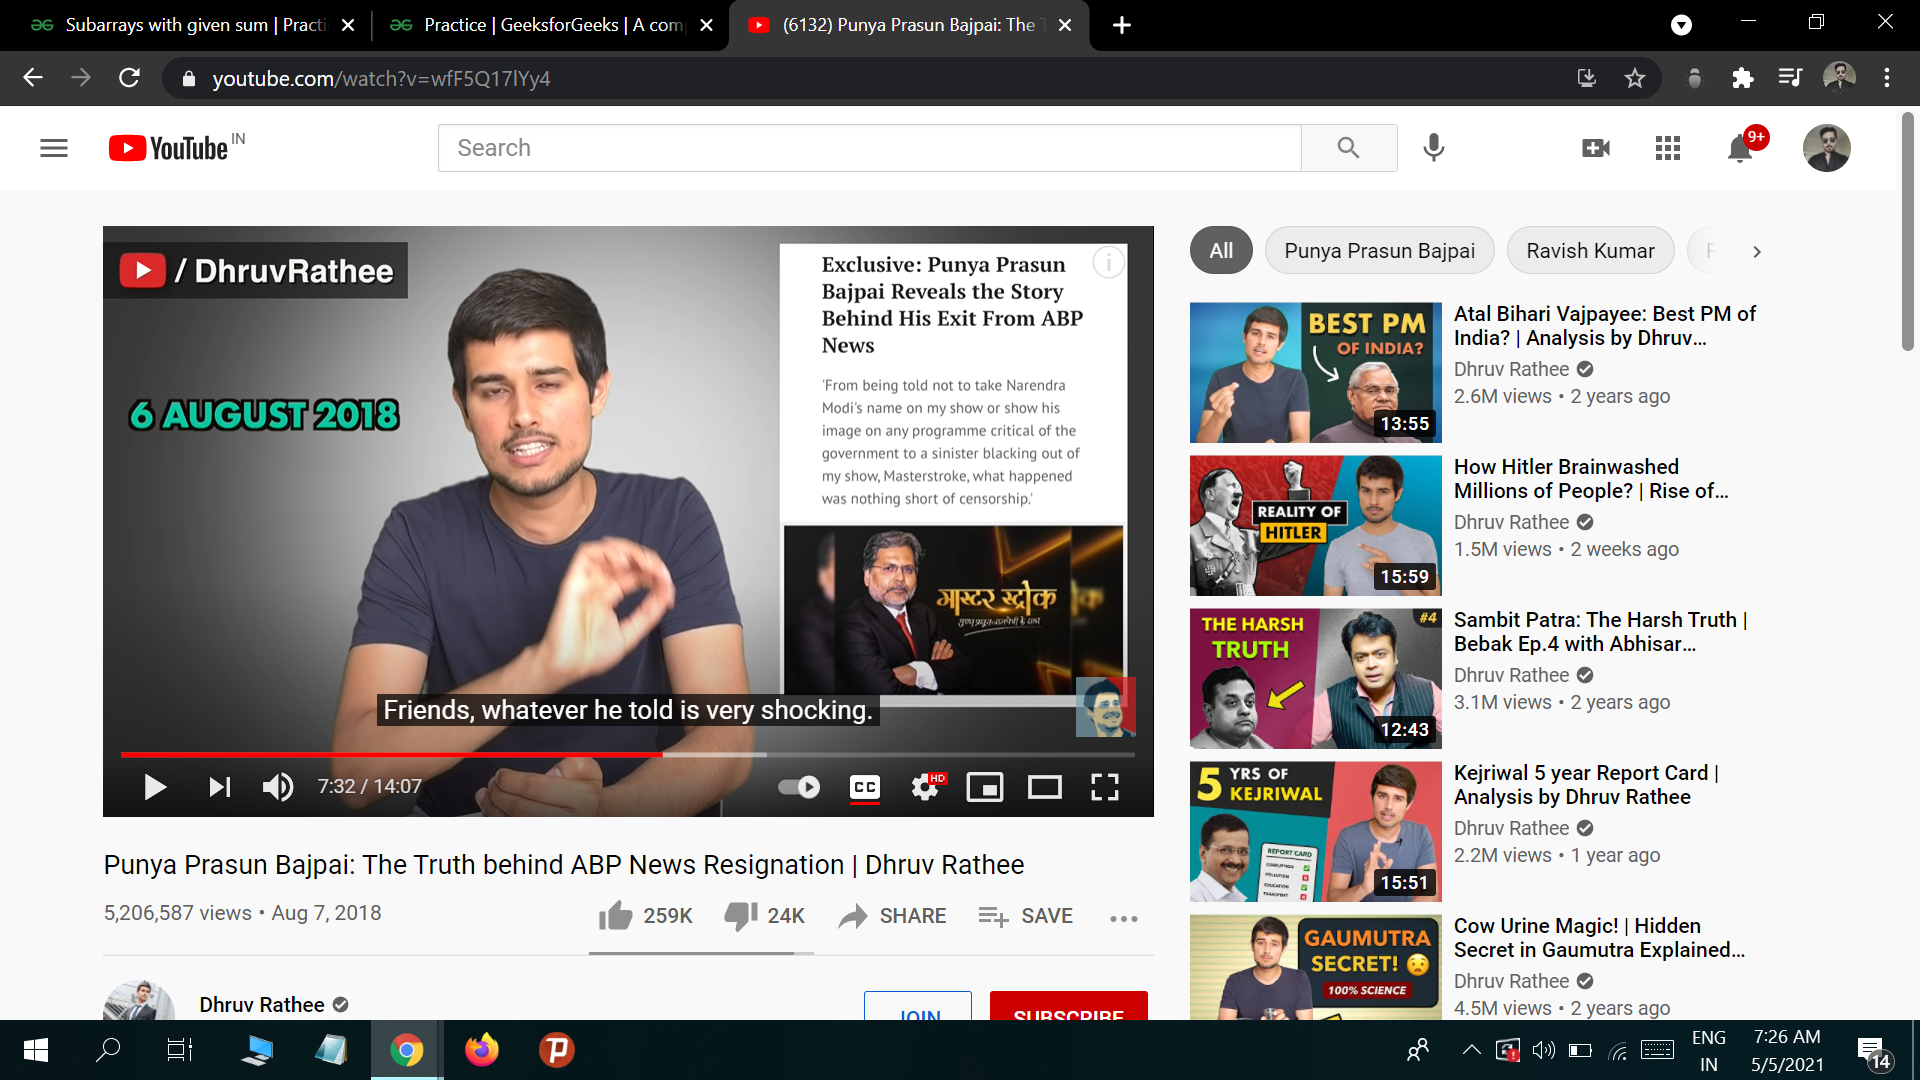 Subarrays with given sum | Practi
Practice | GeeksforGeeks | A com
(6132) Punya Prasun Bajpai: The T
youtube.com/watch?v=wfF5Q17lYy4
YouTube IN
Search
9+
/ DhruvRathee
6 AUGUST 2018
Exclusive: Punya Prasun
Bajpai Reveals the Story
Behind His Exit From ABP
News
'From being told not to take Narendra
Modi's name on my show or show his
image on any programme critical of the
government to a sinister blacking out of
my show, Masterstroke, what happened
was nothing short of censorship.'
मास्टर स्ट्रोक
Friends, whatever he told is very shocking.
7:32 / 14:07
CC
HD
Punya Prasun Bajpai: The Truth behind ABP News Resignation | Dhruv Rathee
5,206,587 views • Aug 7, 2018
259K
24K
SHARE
SAVE
Dhruv Rathee
JOIN
SUBSCRIBE
All
Punya Prasun Bajpai
Ravish Kumar
BEST PM
OF INDIA?
13:55
Atal Bihari Vajpayee: Best PM of
India? | Analysis by Dhruv...
Dhruv Rathee
2.6M views • 2 years ago
REALITY OF
HITLER
15:59
How Hitler Brainwashed
Millions of People? | Rise of...
Dhruv Rathee
1.5M views • 2 weeks ago
THE HARSH
TRUTH
#4
12:43
Sambit Patra: The Harsh Truth |
Bebak Ep.4 with Abhisar...
Dhruv Rathee
3.1M views • 2 years ago
5 YRS OF
KEJRIWAL
REPORT CARD
CORRUPTION
POLLUTION
EDUCATION
TRANSPORT
15:51
Kejriwal 5 year Report Card |
Analysis by Dhruv Rathee
Dhruv Rathee
2.2M views • 1 year ago
GAUMUTRA
SECRET!
100% SCIENCE
Cow Urine Magic! | Hidden
Secret in Gaumutra Explained...
Dhruv Rathee
4.5M views • 2 years ago
ENG
IN
7:26 AM
5/5/2021
14